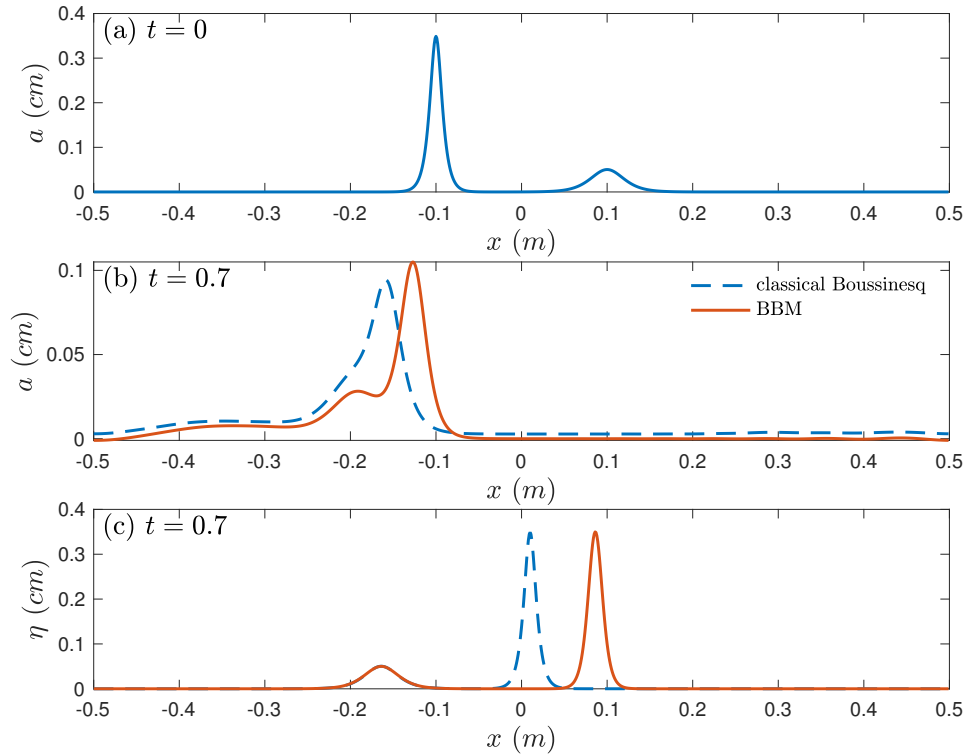 (a) t = 0
0.4
0.3
0.2
0.1
0
a (cm)
-0.5 -0.4 -0.3 -0.2 -0.1 0 0.1 0.2 0.3 0.4 0.5
x (m)
(b) t = 0.7
0.1
0.05
0
a (cm)
classical Boussinesq
BBM
-0.5 -0.4 -0.3 -0.2 -0.1 0 0.1 0.2 0.3 0.4 0.5
x (m)
(c) t = 0.7
0.4
0.3
0.2
0.1
0
η (cm)
-0.5 -0.4 -0.3 -0.2 -0.1 0 0.1 0.2 0.3 0.4 0.5
x (m)